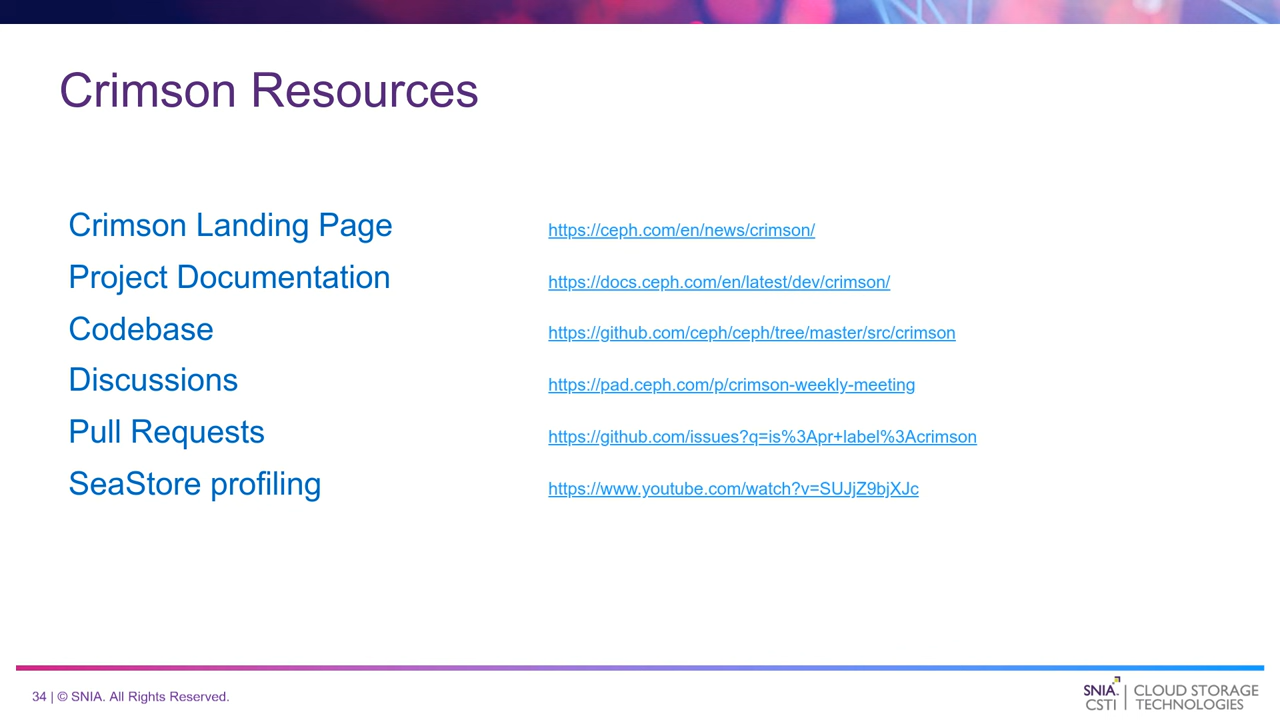 Crimson Resources
Crimson Landing Page https://ceph.com/en/news/crimson/
Project Documentation https://docs.ceph.com/en/latest/dev/crimson/
Codebase https://github.com/ceph/ceph/tree/master/src/crimson
Discussions https://pad.ceph.com/p/crimson-weekly-meeting
Pull Requests https://github.com/issues?q=is%3Apr+label%3Acrimson
SeaStore profiling https://www.youtube.com/watch?v=SUJjZ9bjXJc
34 | © SNIA. All Rights Reserved.
SNIA. CSTI | CLOUD STORAGE TECHNOLOGIES